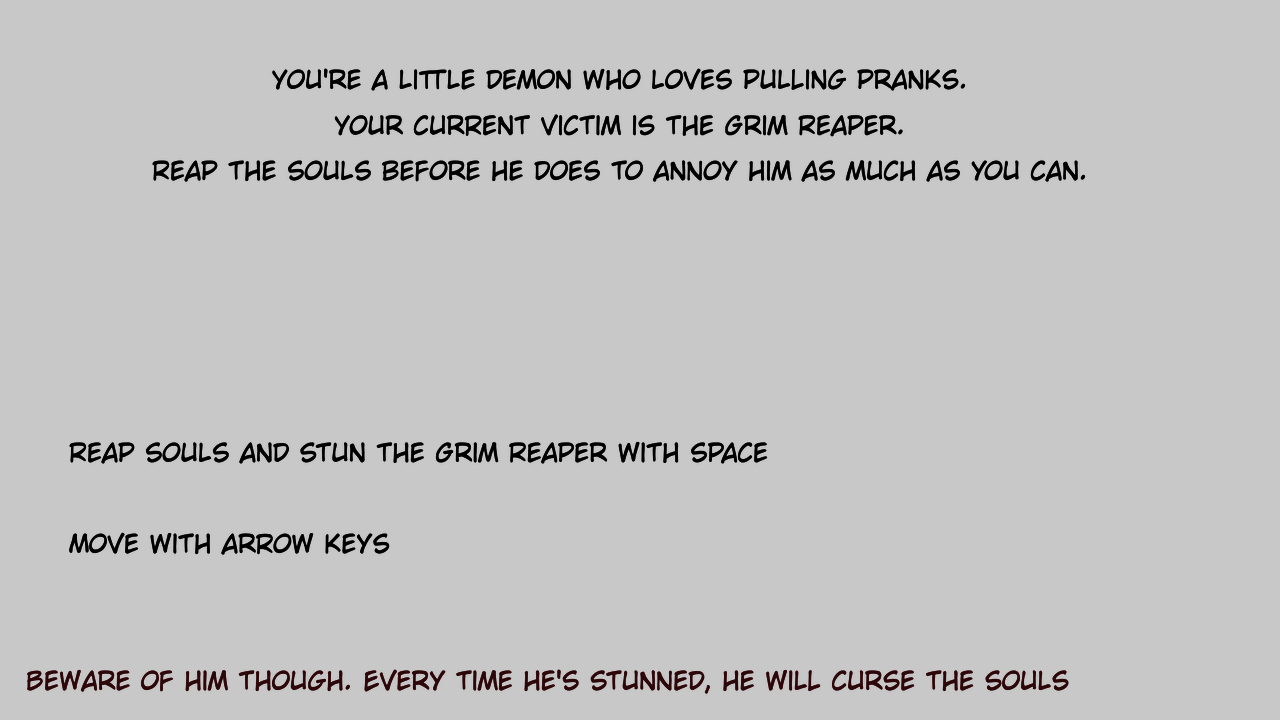 YOU'RE A LITTLE DEMON WHO LOVES PULLING PRANKS.
YOUR CURRENT VICTIM IS THE GRIM REAPER.
REAP THE SOULS BEFORE HE DOES TO ANNOY HIM AS MUCH AS YOU CAN.
REAP SOULS AND STUN THE GRIM REAPER WITH SPACE
MOVE WITH ARROW KEYS
BEWARE OF HIM THOUGH. EVERY TIME HE'S STUNNED, HE WILL CURSE THE SOULS